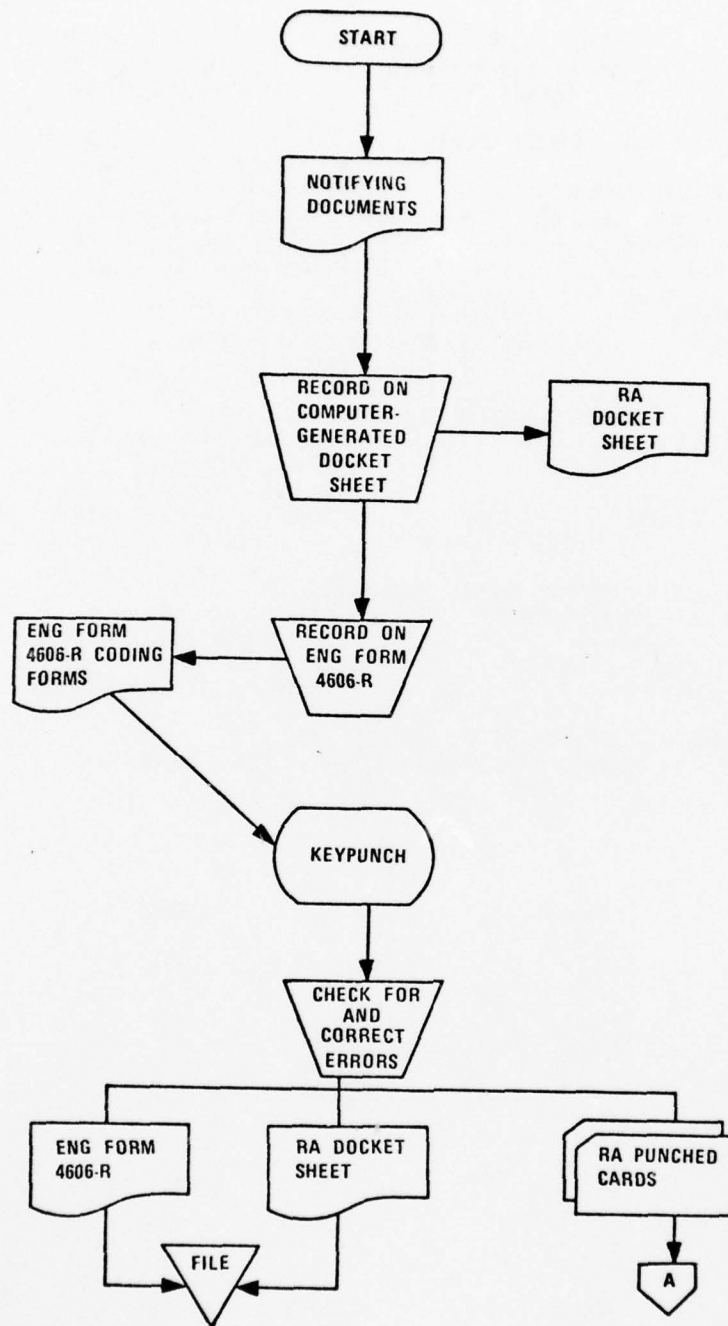 START
NOTIFYING
DOCUMENTS
RECORD ON
COMPUTER-
GENERATED
DOCKET
SHEET
RA
DOCKET
SHEET
ENG FORM
4606-R CODING
FORMS
RECORD ON
ENG FORM
4606-R
KEYPUNCH
CHECK FOR
AND
CORRECT
ERRORS
ENG FORM
4606-R
RA DOCKET
SHEET
RA PUNCHED
CARDS
FILE
A